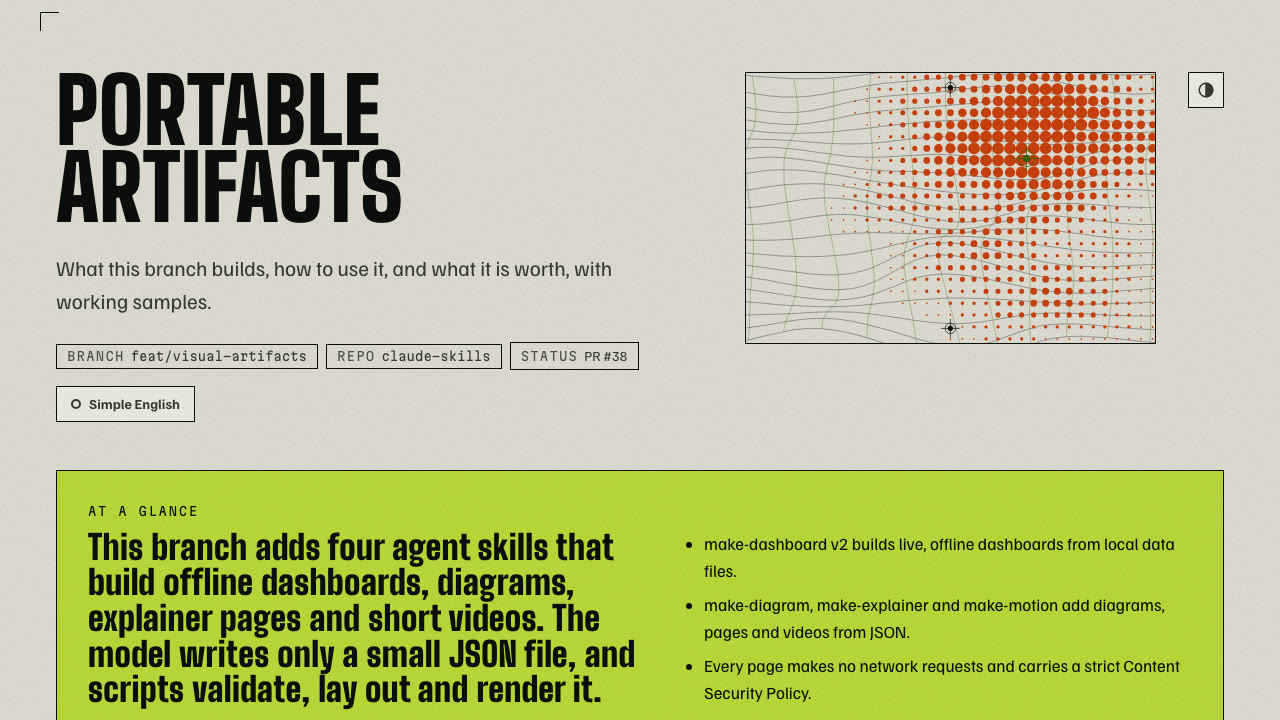 PORTABLE
ARTIFACTS
What this branch builds, how to use it, and what it is worth, with
working samples.
BRANCH feat/visual-artifacts REPO claude-skills STATUS PR #38
Simple English
AT A GLANCE
This branch adds four agent skills that
build offline dashboards, diagrams,
explainer pages and short videos. The
model writes only a small JSON file, and
scripts validate, lay out and render it.
• make-dashboard v2 builds live, offline dashboards from local data
files.
• make-diagram, make-explainer and make-motion add diagrams,
pages and videos from JSON.
• Every page makes no network requests and carries a strict Content
Security Policy.